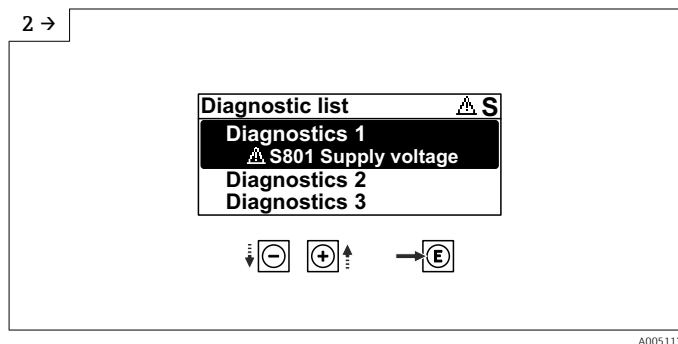 2 →
Diagnostic list ⚠ S
Diagnostics 1
⚠ S801 Supply voltage
Diagnostics 2
Diagnostics 3
− + E